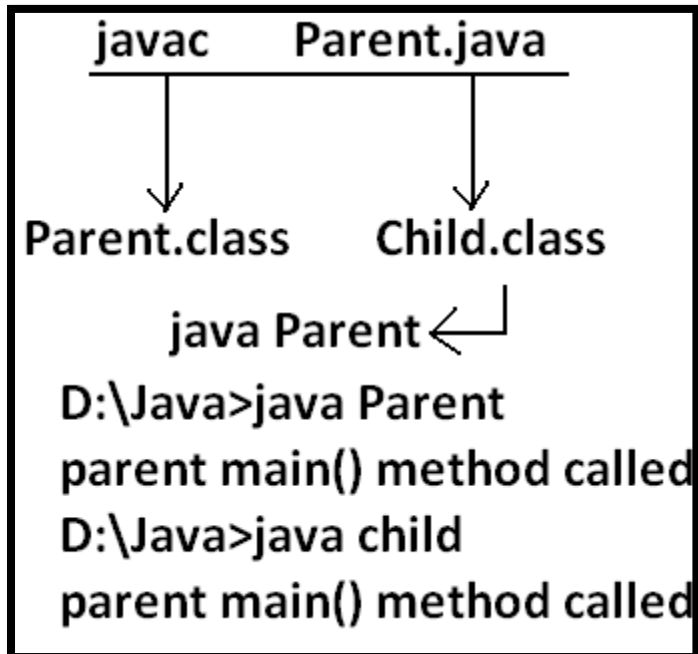 javac Parent.java
Parent.class Child.class
java Parent
D:\Java>java Parent
parent main() method called
D:\Java>java child
parent main() method called